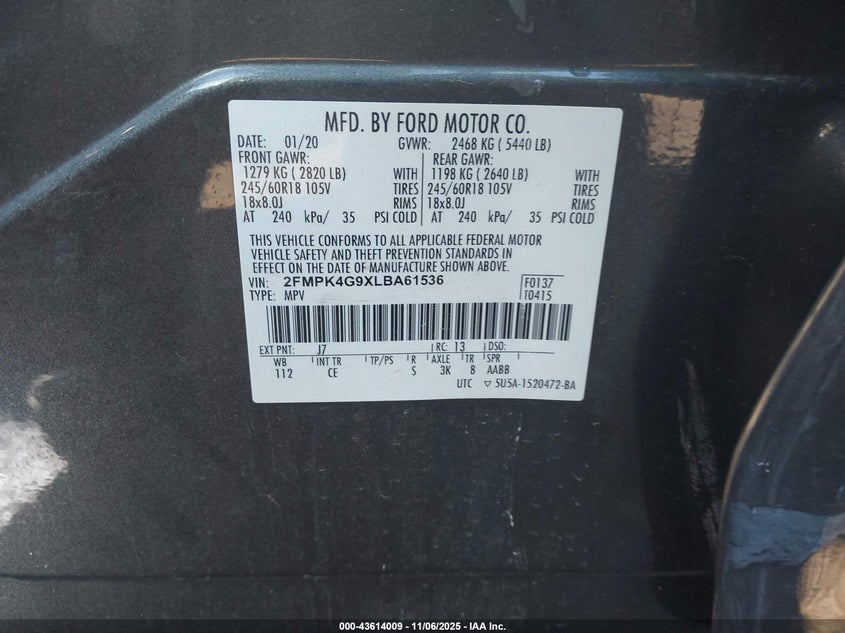 MFD. BY FORD MOTOR CO.
DATE: 01/20 GVWR: 2468 KG ( 5440 LB)
FRONT GAWR: REAR GAWR:
1279 KG ( 2820 LB) WITH 1198 KG ( 2640 LB) WITH
245/60R18 105V TIRES 245/60R18 105V TIRES
18x8.0J RIMS 18x8.0J RIMS
AT 240 kPa/ 35 PSI COLD AT 240 kPa/ 35 PSI COLD
THIS VEHICLE CONFORMS TO ALL APPLICABLE FEDERAL MOTOR
VEHICLE SAFETY AND THEFT PREVENTION STANDARDS IN
EFFECT ON THE DATE OF MANUFACTURE SHOWN ABOVE.
VIN: 2FMPK4G9XLBA61536 F0137
TYPE: MPV T0415
EXT PNT: J7 RC: 13 DSO:
WB INT TR TP/PS R AXLE TR SPR
112 CE S 3K 8 AABB
UTC ▽ 5U5A-1520472-BA
000-43614009 - 11/06/2025 - IAA Inc.